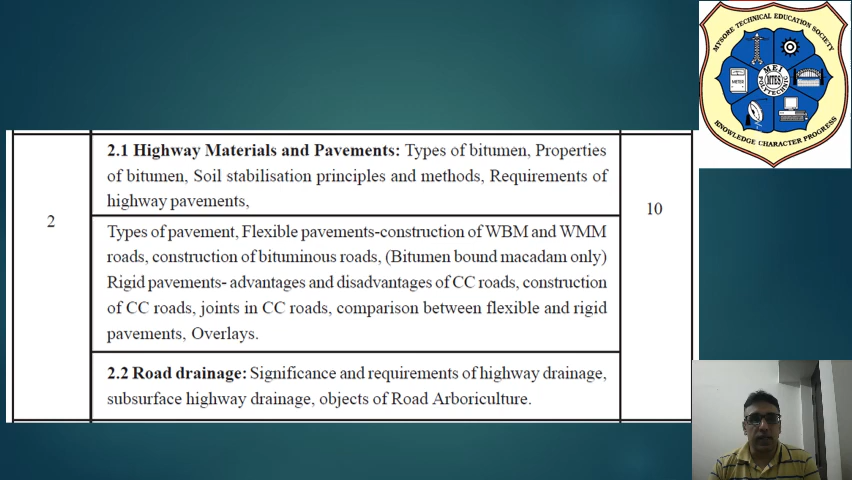 MYSORE TECHNICAL EDUCATION SOCIETY
METER
MEI
POLYTECHNIC
MTES
KNOWLEDGE CHARACTER PROGRESS
2
2.1 Highway Materials and Pavements: Types of bitumen, Properties
of bitumen, Soil stabilisation principles and methods, Requirements of
highway pavements,
Types of pavement, Flexible pavements-construction of WBM and WMM
roads, construction of bituminous roads, (Bitumen bound macadam only)
Rigid pavements- advantages and disadvantages of CC roads, construction
of CC roads, joints in CC roads, comparison between flexible and rigid
pavements, Overlays.
2.2 Road drainage: Significance and requirements of highway drainage,
subsurface highway drainage, objects of Road Arboriculture.
10